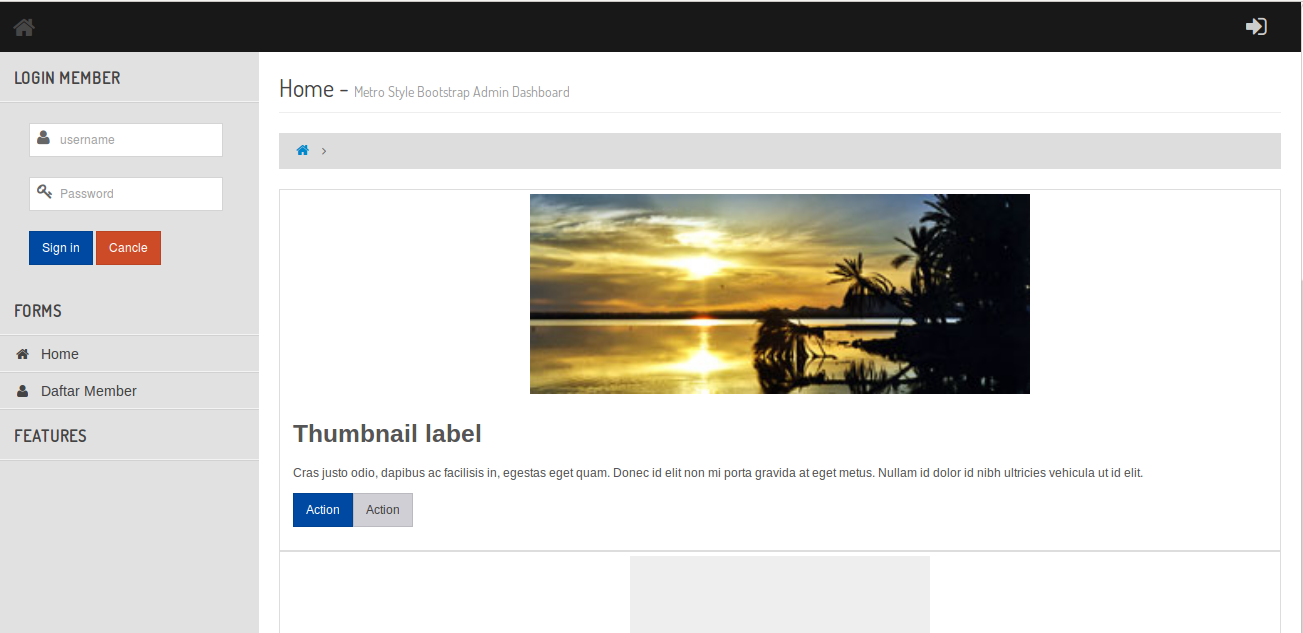 LOGIN MEMBER
username
Password
Sign in Cancle
FORMS
Home
Daftar Member
FEATURES
Home - Metro Style Bootstrap Admin Dashboard
Thumbnail label
Cras justo odio, dapibus ac facilisis in, egestas eget quam. Donec id elit non mi porta gravida at eget metus. Nullam id dolor id nibh ultricies vehicula ut id elit.
Action Action